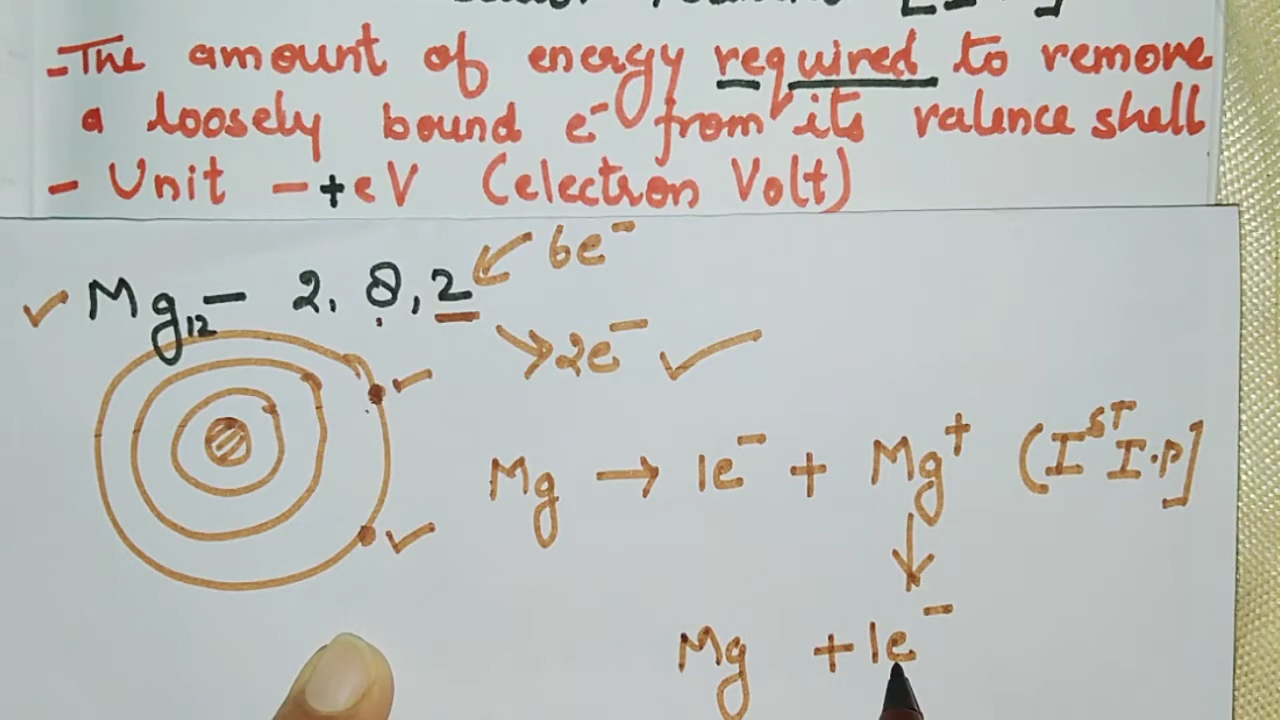 -The amount of energy required to remove
a loosely bound e⁻ from its valence shell
- Unit - +eV (electron Volt)
✓ Mg₁₂ - 2, 8, 2 ↙ 6e⁻
↘ 2e⁻ ✓
Mg → 1e⁻ + Mg⁺ (Iˢᵀ I.P]
↓
Mg + 1e⁻